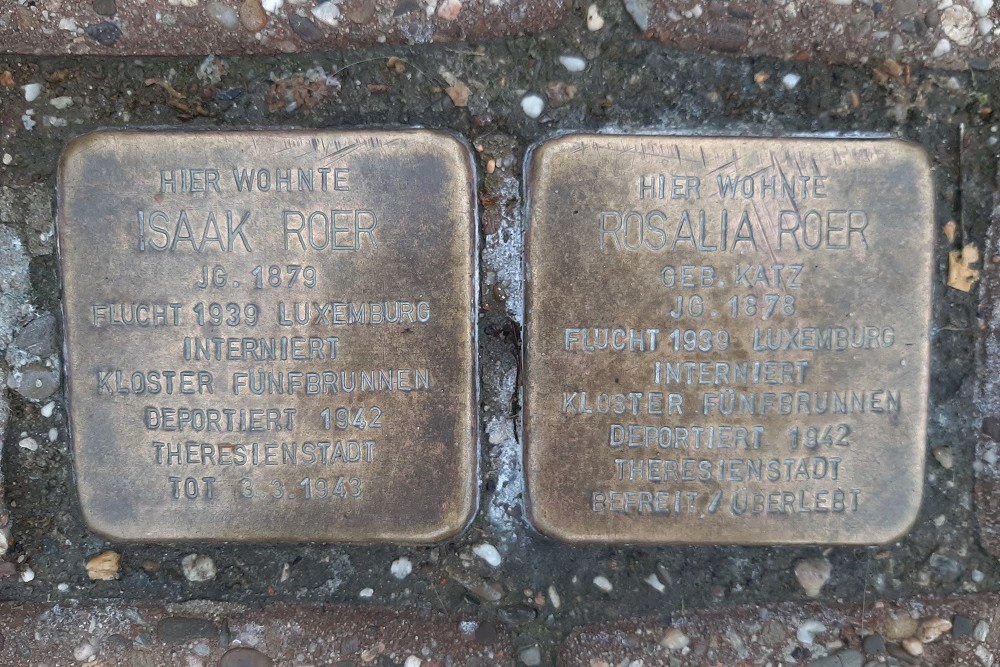 HIER WOHNTE
ISAAK ROER
JG. 1879
FLUCHT 1939 LUXEMBURG
INTERNIERT
KLOSTER FÜNFBRUNNEN
DEPORTIERT 1942
THERESIENSTADT
TOT 3.3.1943
HIER WOHNTE
ROSALIA ROER
GEB. KATZ
JG. 1878
FLUCHT 1939 LUXEMBURG
INTERNIERT
KLOSTER FÜNFBRUNNEN
DEPORTIERT 1942
THERESIENSTADT
BEFREIT / ÜBERLEBT